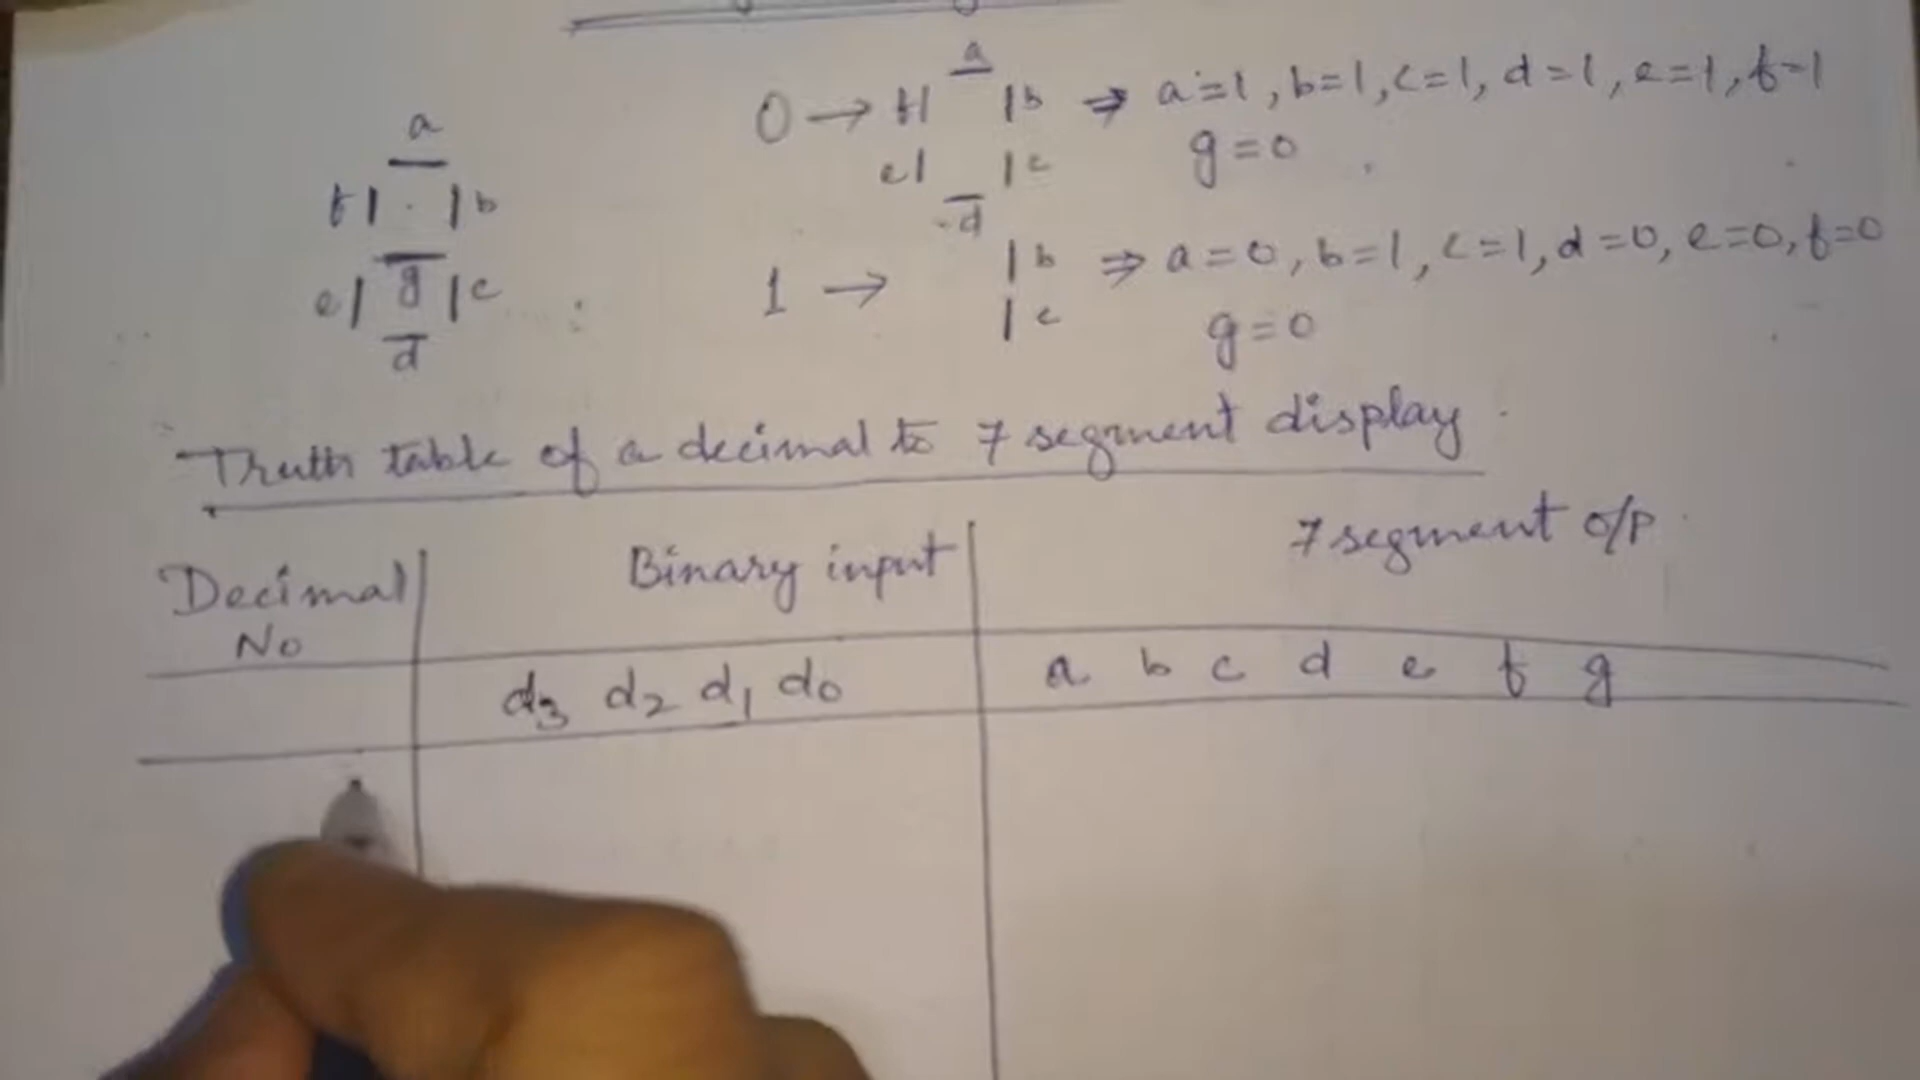 a
f b
g
e c
d
a
0 → f b ⇒ a=1, b=1, c=1, d=1, e=1, f=1
e c g=0
d
1 → b ⇒ a=0, b=1, c=1, d=0, e=0, f=0
c g=0
Truth table of a decimal to 7 segment display
Decimal No
Binary input
7 segment o/p
d3 d2 d1 d0
a b c d e f g